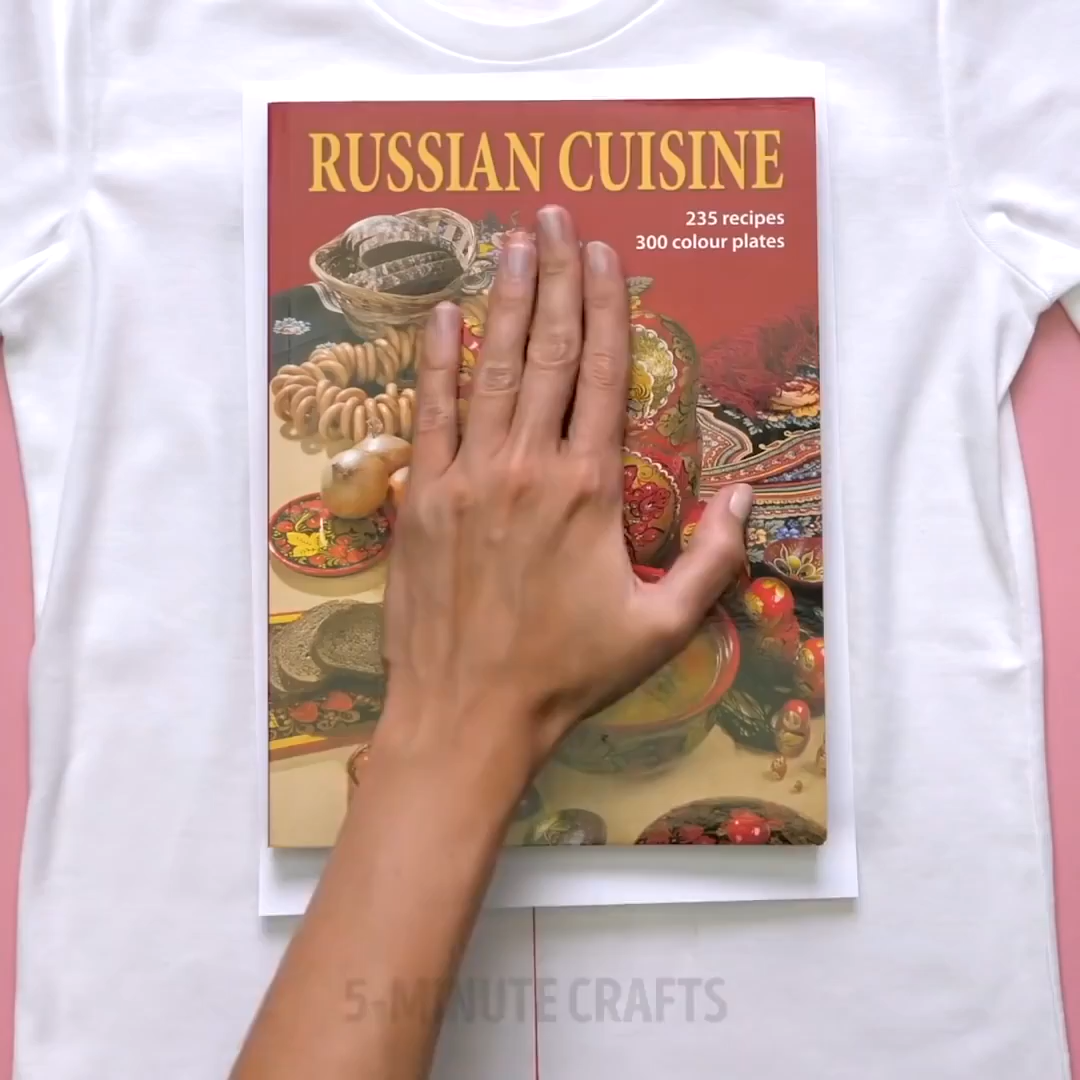 RUSSIAN CUISINE
235 recipes
300 colour plates
5-MINUTE CRAFTS